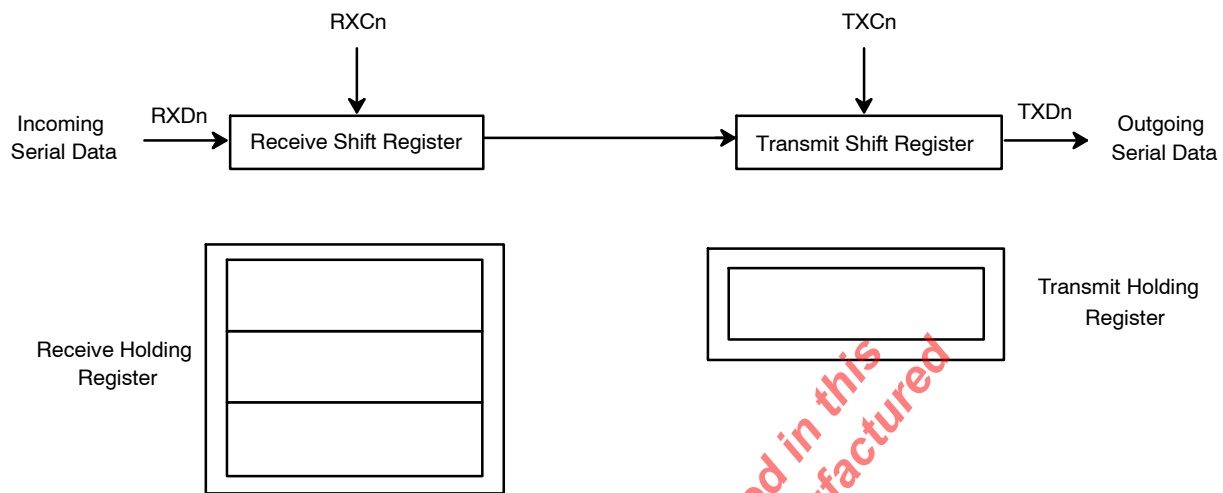 RXCn
TXCn
Incoming
Serial Data
RXDn
Receive Shift Register
Transmit Shift Register
TXDn
Outgoing
Serial Data
Receive Holding
Register
Transmit Holding
Register
ed in this
factured